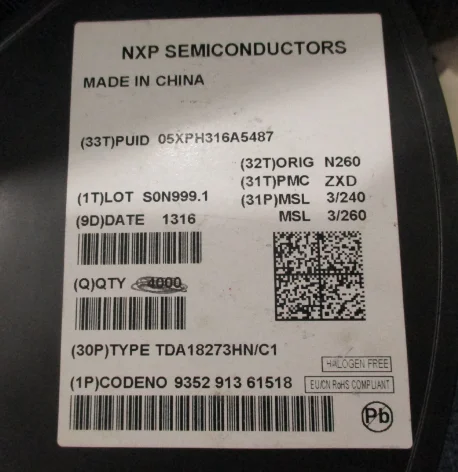 NXP SEMICONDUCTORS
MADE IN CHINA
(33T)PUID 05XPH316A5487
(32T)ORIG N260
(31T)PMC ZXD
(1T)LOT S0N999.1 (31P)MSL 3/240
(9D)DATE 1316 MSL 3/260
(Q)QTY 4000
(30P)TYPE TDA18273HN/C1
HALOGEN FREE
(1P)CODENO 9352 913 61518 EU/CN RoHS COMPLIANT
Pb